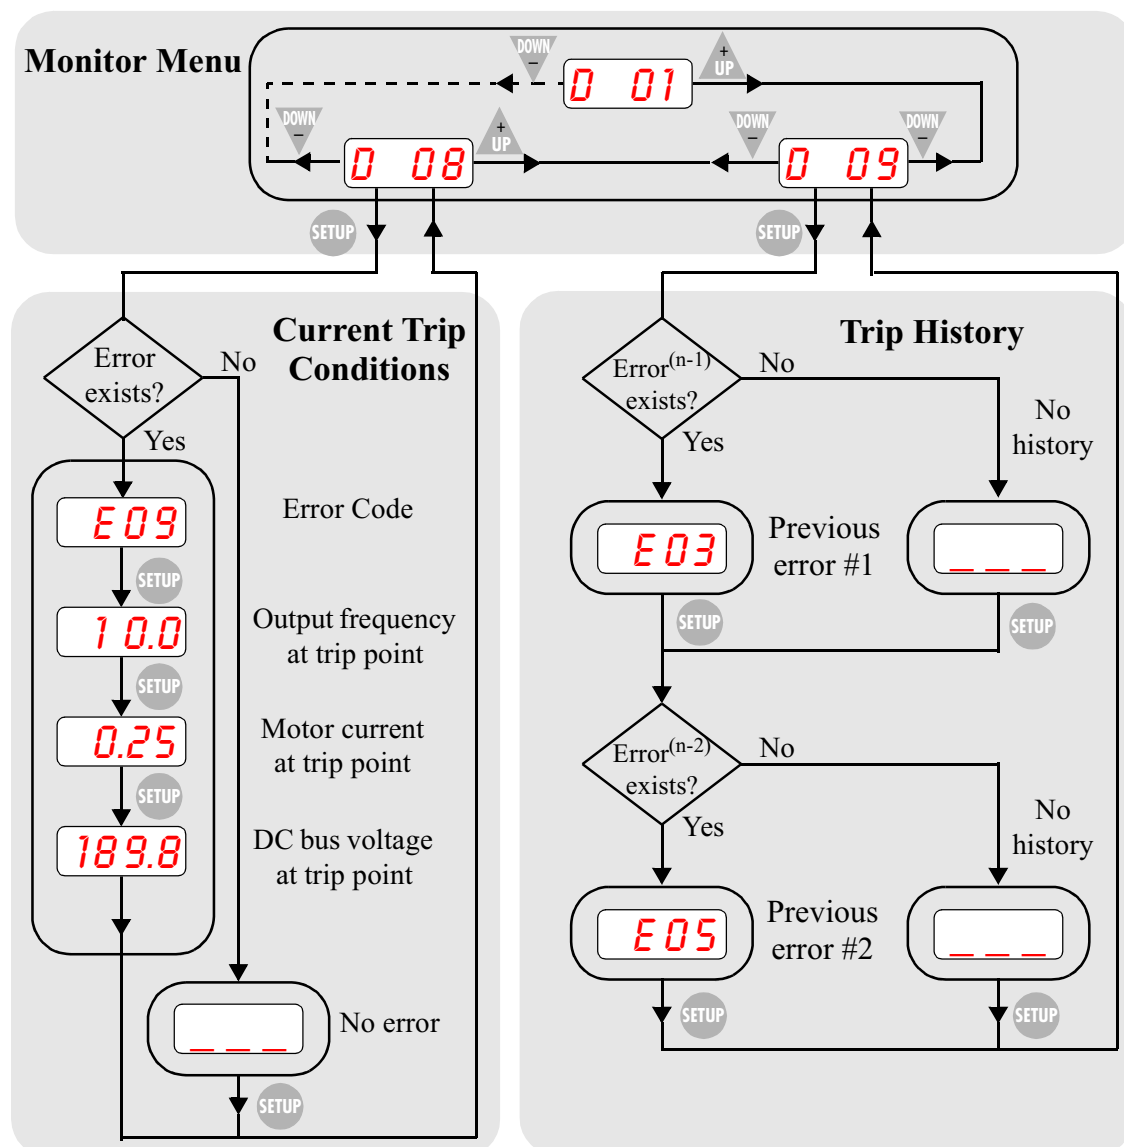 Monitor Menu
DOWN
–
D 01
+
UP
DOWN
–
D 08
+
UP
DOWN
–
D 09
DOWN
–
SETUP
SETUP
Current Trip
Conditions
Error
exists?
No
Yes
E09
Error Code
SETUP
10.0
Output frequency
at trip point
SETUP
0.25
Motor current
at trip point
SETUP
189.8
DC bus voltage
at trip point
_ _ _
No error
SETUP
Trip History
Error(n-1)
exists?
No
Yes
No
history
E03
Previous
error #1
_ _ _
SETUP
SETUP
Error(n-2)
exists?
No
Yes
No
history
E05
Previous
error #2
_ _ _
SETUP
SETUP